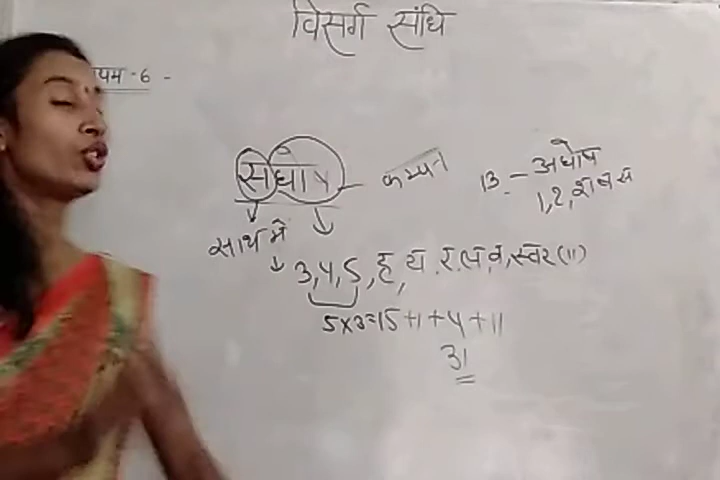 विसर्ग संधि
यम - 6 -
सघोष — कम्पन
13 – अघोष
1,2, श ष स
साथ में
3,4,5, ह, य, र, ल, व, स्वर (11)
5x3=15+1+4+11
31